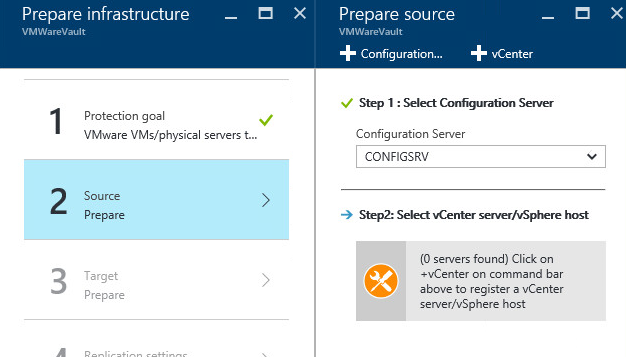 Prepare infrastructure
VMWareVault
1
Protection goal
VMware VMs/physical servers t...
2
Source
Prepare
3
Target
Prepare
4
Replication settings
Prepare source
VMWareVault
Configuration...
vCenter
Step 1 : Select Configuration Server
Configuration Server
CONFIGSRV
Step2: Select vCenter server/vSphere host
(0 servers found) Click on
+vCenter on command bar
above to register a vCenter
server/vSphere host